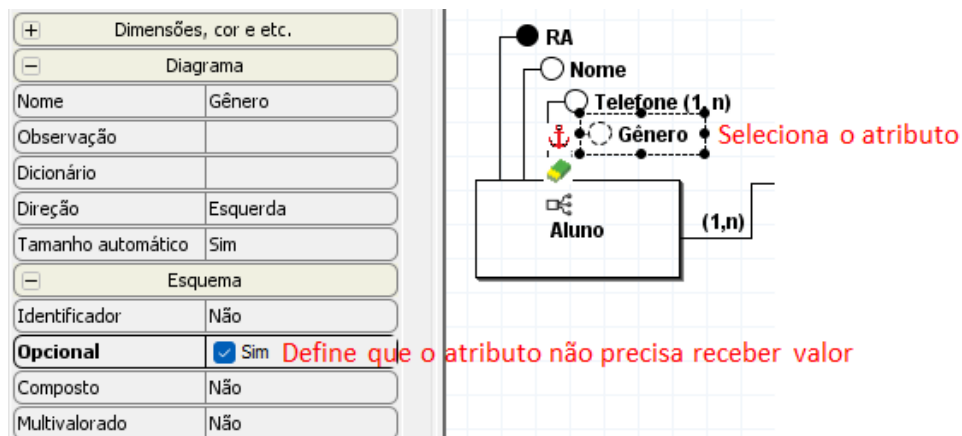 Dimensões, cor e etc.
Diagrama
Nome Gênero
Observação
Dicionário
Direção Esquerda
Tamanho automático Sim
Esquema
Identificador Não
Opcional Sim Define que o atributo não precisa receber valor
Composto Não
Multivalorado Não
RA
Nome
Telefone (1,n)
Gênero Seleciona o atributo
Aluno
(1,n)